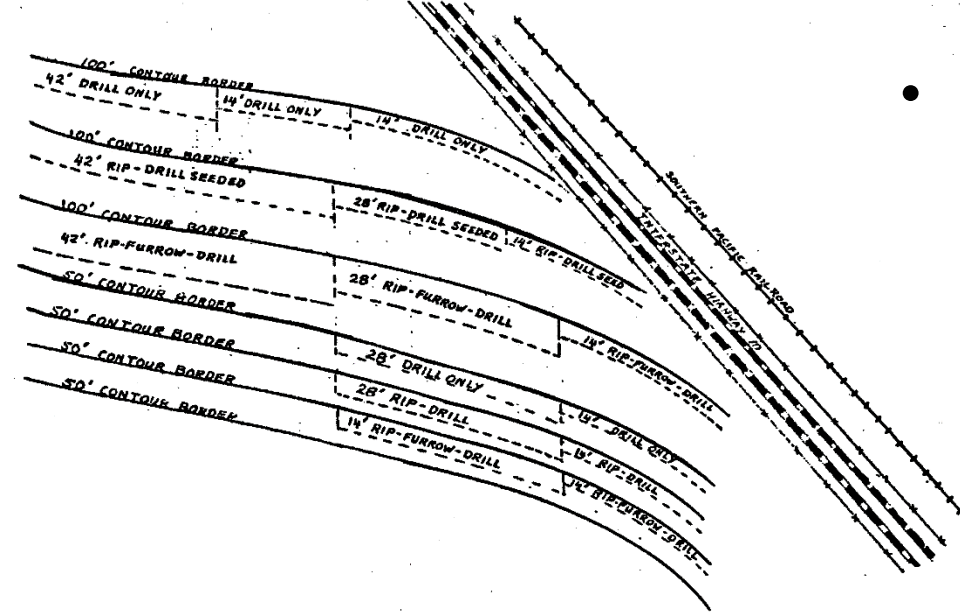 100' CONTOUR BORDER
42' DRILL ONLY
14' DRILL ONLY
14' DRILL ONLY
100' CONTOUR BORDER
42' RIP-DRILL SEEDED
28' RIP-DRILL SEEDED
14' RIP-DRILL SEED
100' CONTOUR BORDER
42' RIP-FURROW-DRILL
28' RIP-FURROW-DRILL
14' RIP-FURROW-DRILL
50' CONTOUR BORDER
28' DRILL ONLY
14' DRILL ONLY
50' CONTOUR BORDER
28' RIP-DRILL
14' RIP-DRILL
50' CONTOUR BORDER
14' RIP-FURROW-DRILL
14' RIP-FURROW-DRILL
50' CONTOUR BORDER
INTERSTATE HIGHWAY 10
SOUTHERN PACIFIC RAILROAD